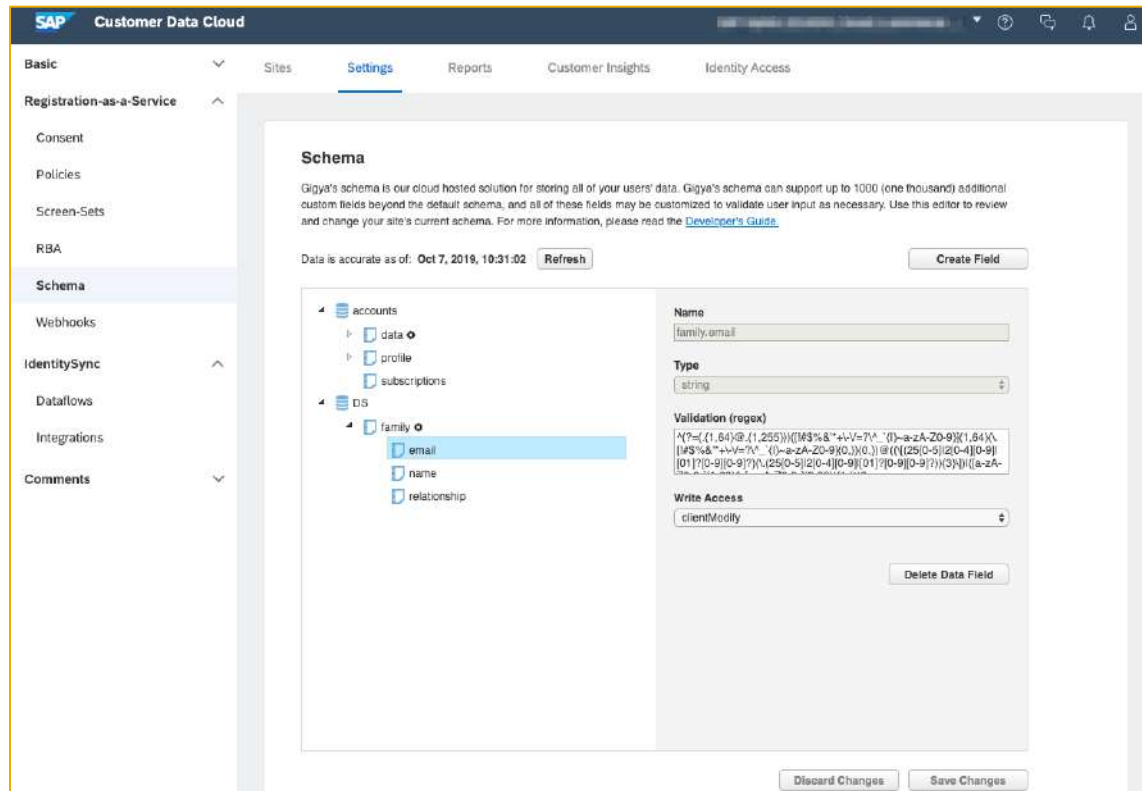 SAP Customer Data Cloud
Basic
Sites Settings Reports Customer Insights Identity Access
Registration-as-a-Service
Consent
Policies
Screen-Sets
RBA
Schema
Webhooks
IdentitySync
Dataflows
Integrations
Comments
Schema
Gigya's schema is our cloud hosted solution for storing all of your users' data. Gigya's schema can support up to 1000 (one thousand) additional
custom fields beyond the default schema, and all of these fields may be customized to validate user input as necessary. Use this editor to review
and change your site's current schema. For more information, please read the Developer's Guide.
Data is accurate as of: Oct 7, 2019, 10:31:02 Refresh Create Field
accounts
data
profile
subscriptions
DS
family
email
name
relationship
Name
family.email
Type
string
Validation (regex)
Write Access
clientModify
Delete Data Field
Discard Changes Save Changes